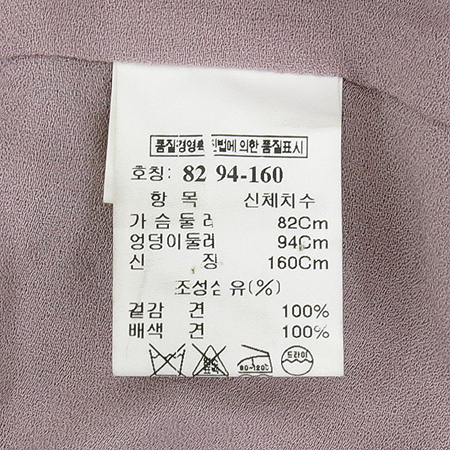 품질경영촉진법에 의한 품질표시
호칭: 82 94-160
항 목 신체치수
가슴둘레 82Cm
엉덩이둘레 94Cm
신 장 160Cm
조성섬유(%)
겉감 견 100%
배색 견 100%
80~120℃ 드라이